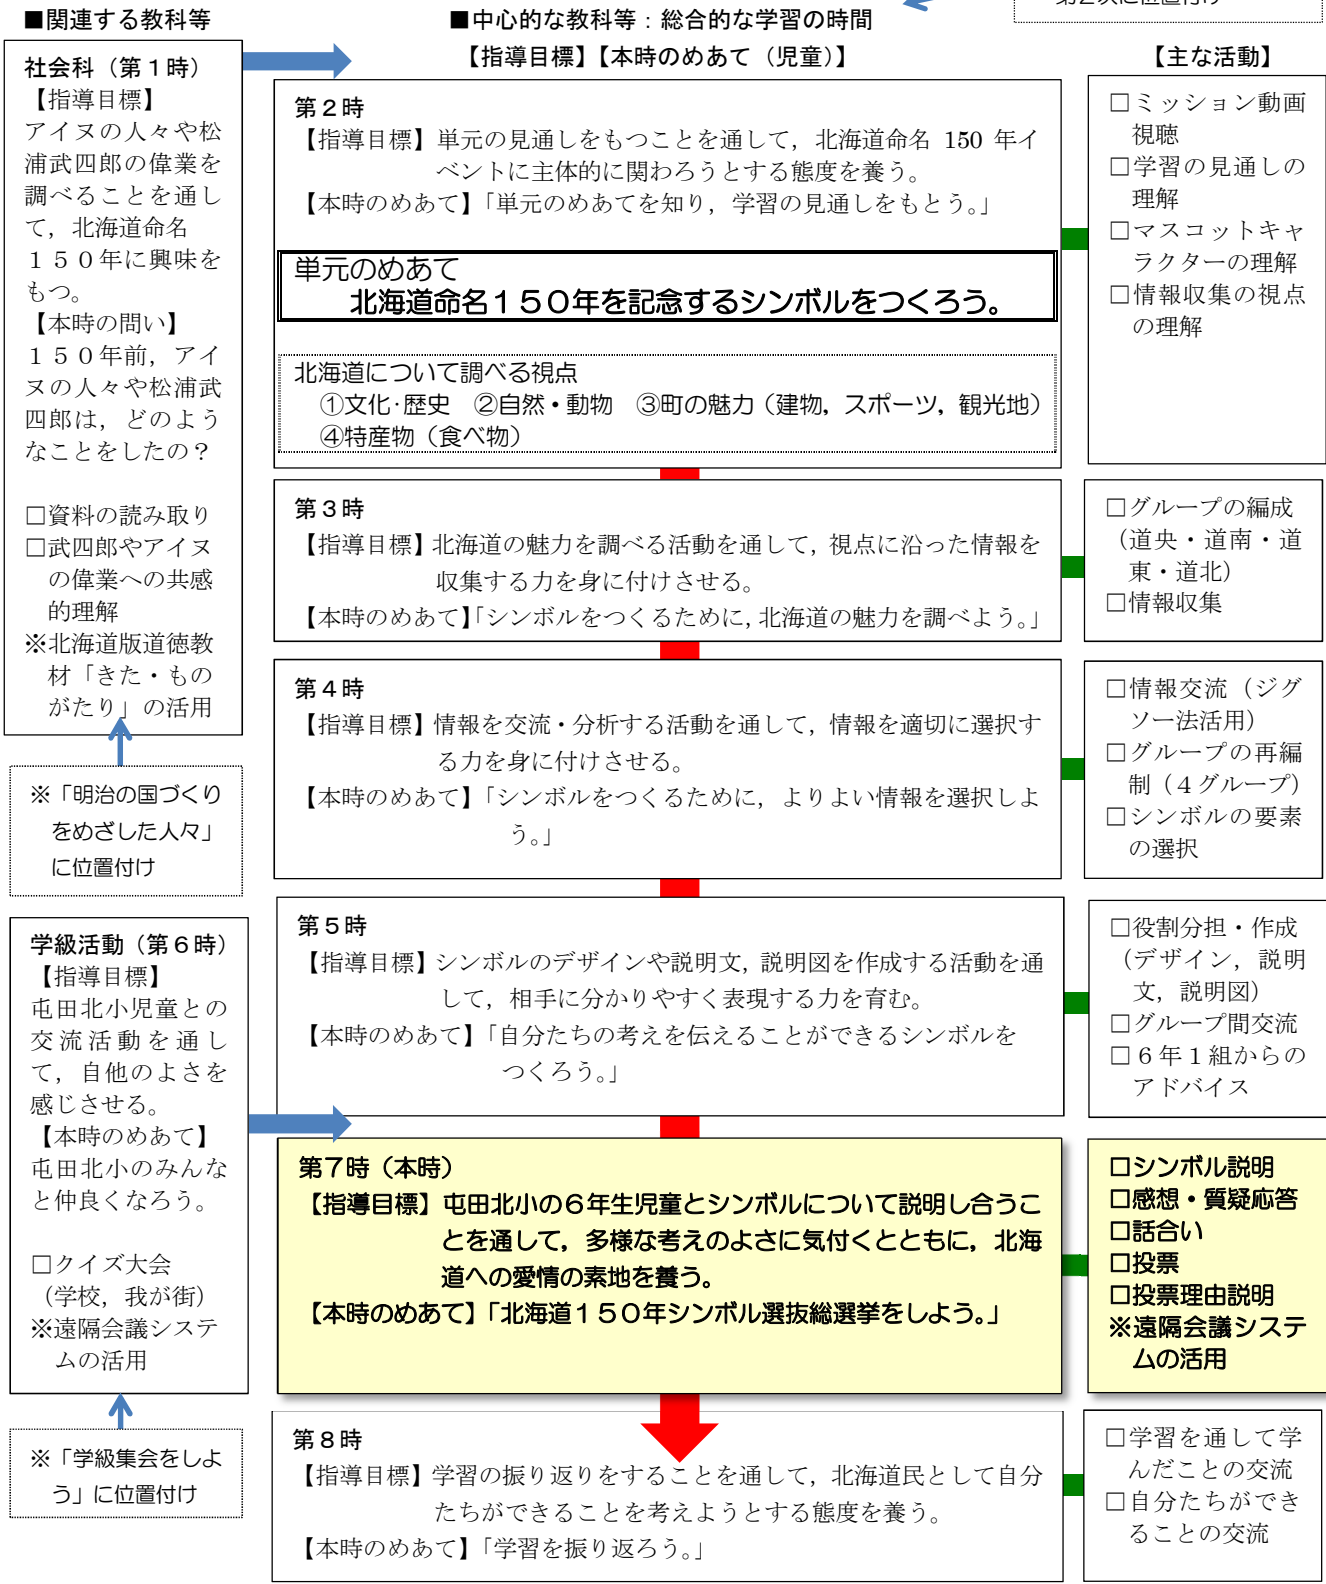 ■関連する教科等
■中心的な教科等：総合的な学習の時間
【指導目標】【本時のめあて（児童）】
【主な活動】
社会科（第１時）
【指導目標】
アイヌの人々や松
浦武四郎の偉業を
調べることを通し
て，北海道命名
１５０年に興味を
もつ。
【本時の問い】
１５０年前，アイ
ヌの人々や松浦武
四郎は，どのよう
なことをしたの？
□資料の読み取り
□武四郎やアイヌ
の偉業への共感
的理解
※北海道版道徳教
材「きた・もの
がたり」の活用
※「明治の国づくり
をめざした人々」
に位置付け
学級活動（第６時）
【指導目標】
屯田北小児童との
交流活動を通し
て，自他のよさを
感じさせる。
【本時のめあて】
屯田北小のみんな
と仲良くなろう。
□クイズ大会
（学校，我が街）
※遠隔会議システ
ムの活用
※「学級集会をしよ
う」に位置付け
第２時
【指導目標】単元の見通しをもつことを通して，北海道命名 150 年イ
ベントに主体的に関わろうとする態度を養う。
【本時のめあて】「単元のめあてを知り，学習の見通しをもとう。」
単元のめあて
北海道命名１５０年を記念するシンボルをつくろう。
北海道について調べる視点
①文化・歴史　②自然・動物　③町の魅力（建物，スポーツ，観光地）
④特産物（食べ物）
□ミッション動画
視聴
□学習の見通しの
理解
□マスコットキャ
ラクターの理解
□情報収集の視点
の理解
第３時
【指導目標】北海道の魅力を調べる活動を通して，視点に沿った情報を
収集する力を身に付けさせる。
【本時のめあて】「シンボルをつくるために，北海道の魅力を調べよう。」
□グループの編成
（道央・道南・道
東・道北）
□情報収集
第４時
【指導目標】情報を交流・分析する活動を通して，情報を適切に選択す
る力を身に付けさせる。
【本時のめあて】「シンボルをつくるために，よりよい情報を選択しよ
う。」
□情報交流（ジグ
ソー法活用）
□グループの再編
制（４グループ）
□シンボルの要素
の選択
第５時
【指導目標】シンボルのデザインや説明文，説明図を作成する活動を通
して，相手に分かりやすく表現する力を育む。
【本時のめあて】「自分たちの考えを伝えることができるシンボルを
つくろう。」
□役割分担・作成
（デザイン，説明
文，説明図）
□グループ間交流
□６年１組からの
アドバイス
第７時（本時）
【指導目標】屯田北小の６年生児童とシンボルについて説明し合うこ
とを通して，多様な考えのよさに気付くとともに，北海
道への愛情の素地を養う。
【本時のめあて】「北海道１５０年シンボル選抜総選挙をしよう。」
□シンボル説明
□感想・質疑応答
□話合い
□投票
□投票理由説明
※遠隔会議システ
ムの活用
第８時
【指導目標】学習の振り返りをすることを通して，北海道民として自分
たちができることを考えようとする態度を養う。
【本時のめあて】「学習を振り返ろう。」
□学習を通して学
んだことの交流
□自分たちができ
ることの交流